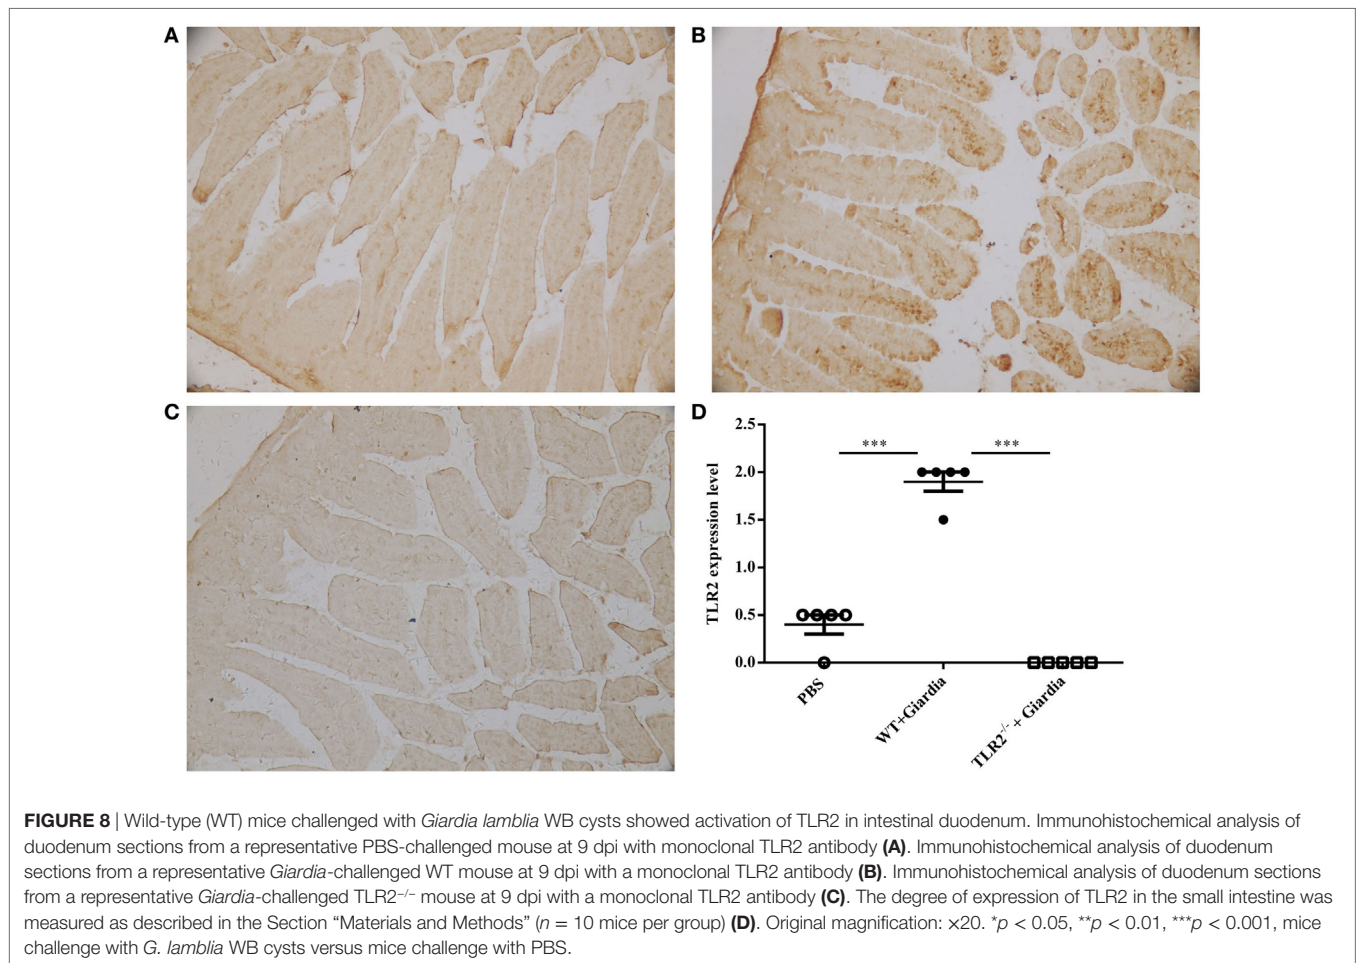 A
B
C
D
2.5
2.0
1.5
1.0
0.5
0.0
TLR2 expression level
***
***
PBS
WT+Giardia
TLR2-/- + Giardia
FIGURE 8 | Wild-type (WT) mice challenged with Giardia lamblia WB cysts showed activation of TLR2 in intestinal duodenum. Immunohistochemical analysis of
duodenum sections from a representative PBS-challenged mouse at 9 dpi with monoclonal TLR2 antibody (A). Immunohistochemical analysis of duodenum
sections from a representative Giardia-challenged WT mouse at 9 dpi with a monoclonal TLR2 antibody (B). Immunohistochemical analysis of duodenum sections
from a representative Giardia-challenged TLR2−/− mouse at 9 dpi with a monoclonal TLR2 antibody (C). The degree of expression of TLR2 in the small intestine was
measured as described in the Section “Materials and Methods” (n = 10 mice per group) (D). Original magnification: ×20. *p < 0.05, **p < 0.01, ***p < 0.001, mice
challenge with G. lamblia WB cysts versus mice challenge with PBS.